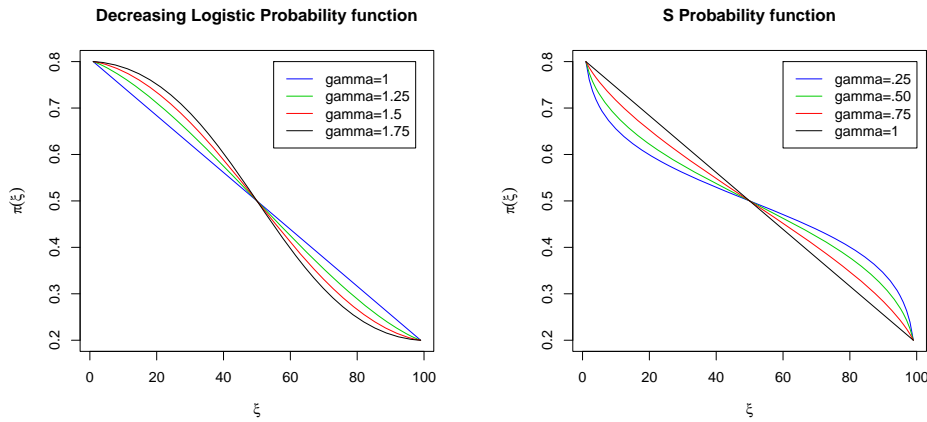 Decreasing Logistic Probability function
0.8
0.7
0.6
0.5
0.4
0.3
0.2
π(ξ)
gamma=1
gamma=1.25
gamma=1.5
gamma=1.75
0 20 40 60 80 100
ξ
S Probability function
0.8
0.7
0.6
0.5
0.4
0.3
0.2
π(ξ)
gamma=.25
gamma=.50
gamma=.75
gamma=1
0 20 40 60 80 100
ξ